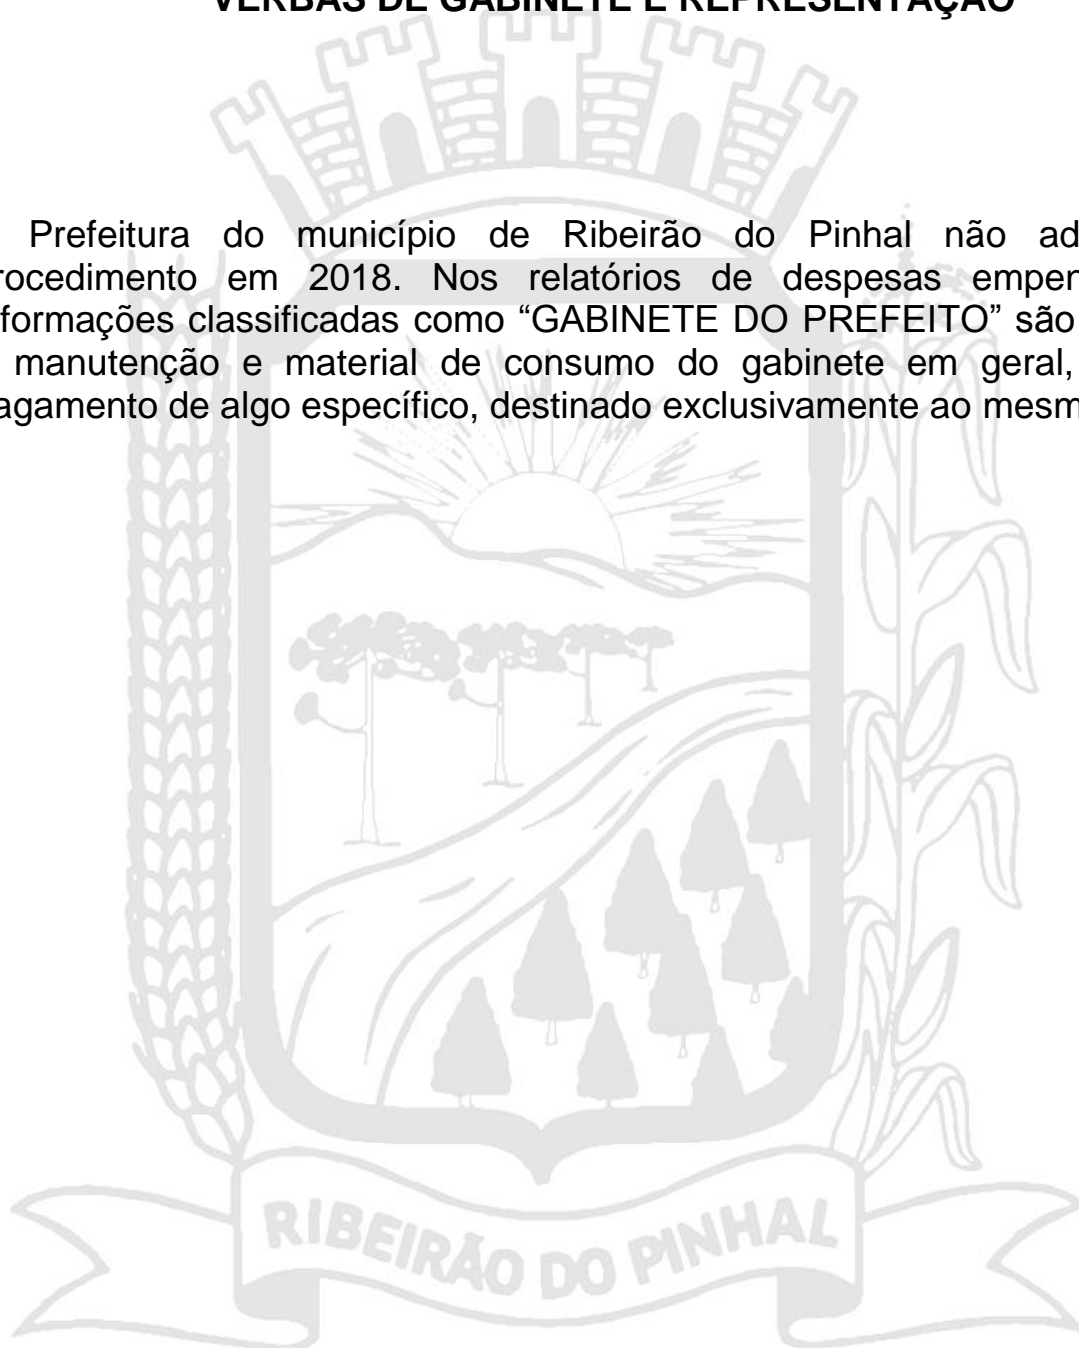 VERBAS DE GABINETE E REPRESENTAÇÃO
Prefeitura do município de Ribeirão do Pinhal não ad
rocedimento em 2018. Nos relatórios de despesas empen
formações classificadas como “GABINETE DO PREFEITO” são
manutenção e material de consumo do gabinete em geral,
agamento de algo específico, destinado exclusivamente ao mesm
RIBEIRÃO DO PINHAL